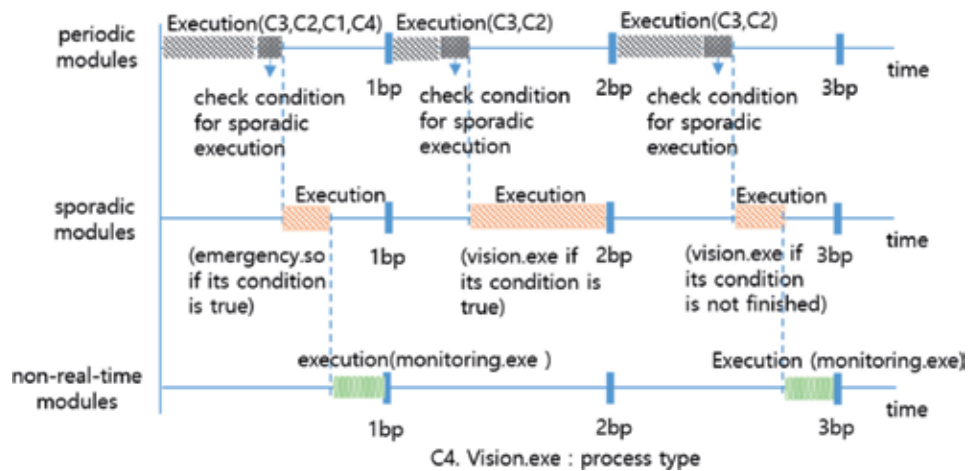 periodic
modules
Execution(C3,C2,C1,C4)
Execution(C3,C2)
Execution(C3,C2)
1bp
2bp
3bp
time
check condition
for sporadic
execution
check condition
for sporadic
execution
check condition
for sporadic
execution
sporadic
modules
Execution
Execution
Execution
1bp
2bp
3bp
time
(emergency.so
if its condition
is true)
(vision.exe if
its condition is
true)
(vision.exe if
its condition
is not finished)
non-real-time
modules
execution(monitoring.exe )
Execution (monitoring.exe)
1bp
2bp
3bp
time
C4. Vision.exe : process type